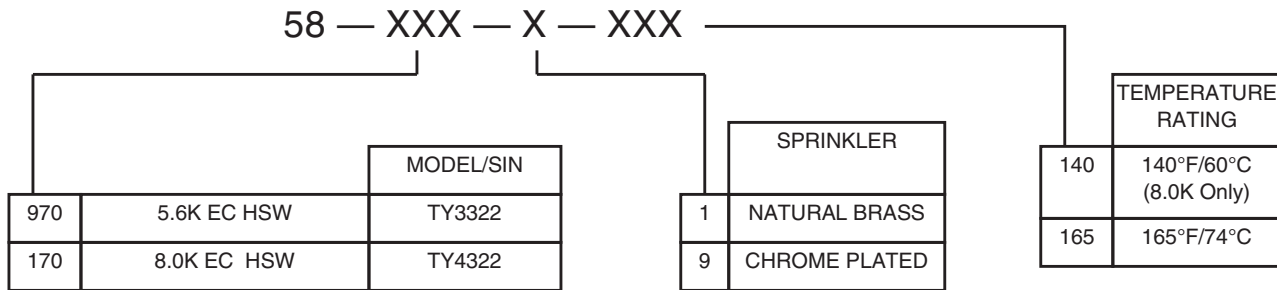 58 — XXX — X — XXX
MODEL/SIN
970 5.6K EC HSW TY3322
170 8.0K EC HSW TY4322
SPRINKLER
1 NATURAL BRASS
9 CHROME PLATED
TEMPERATURE
RATING
140 140°F/60°C
(8.0K Only)
165 165°F/74°C